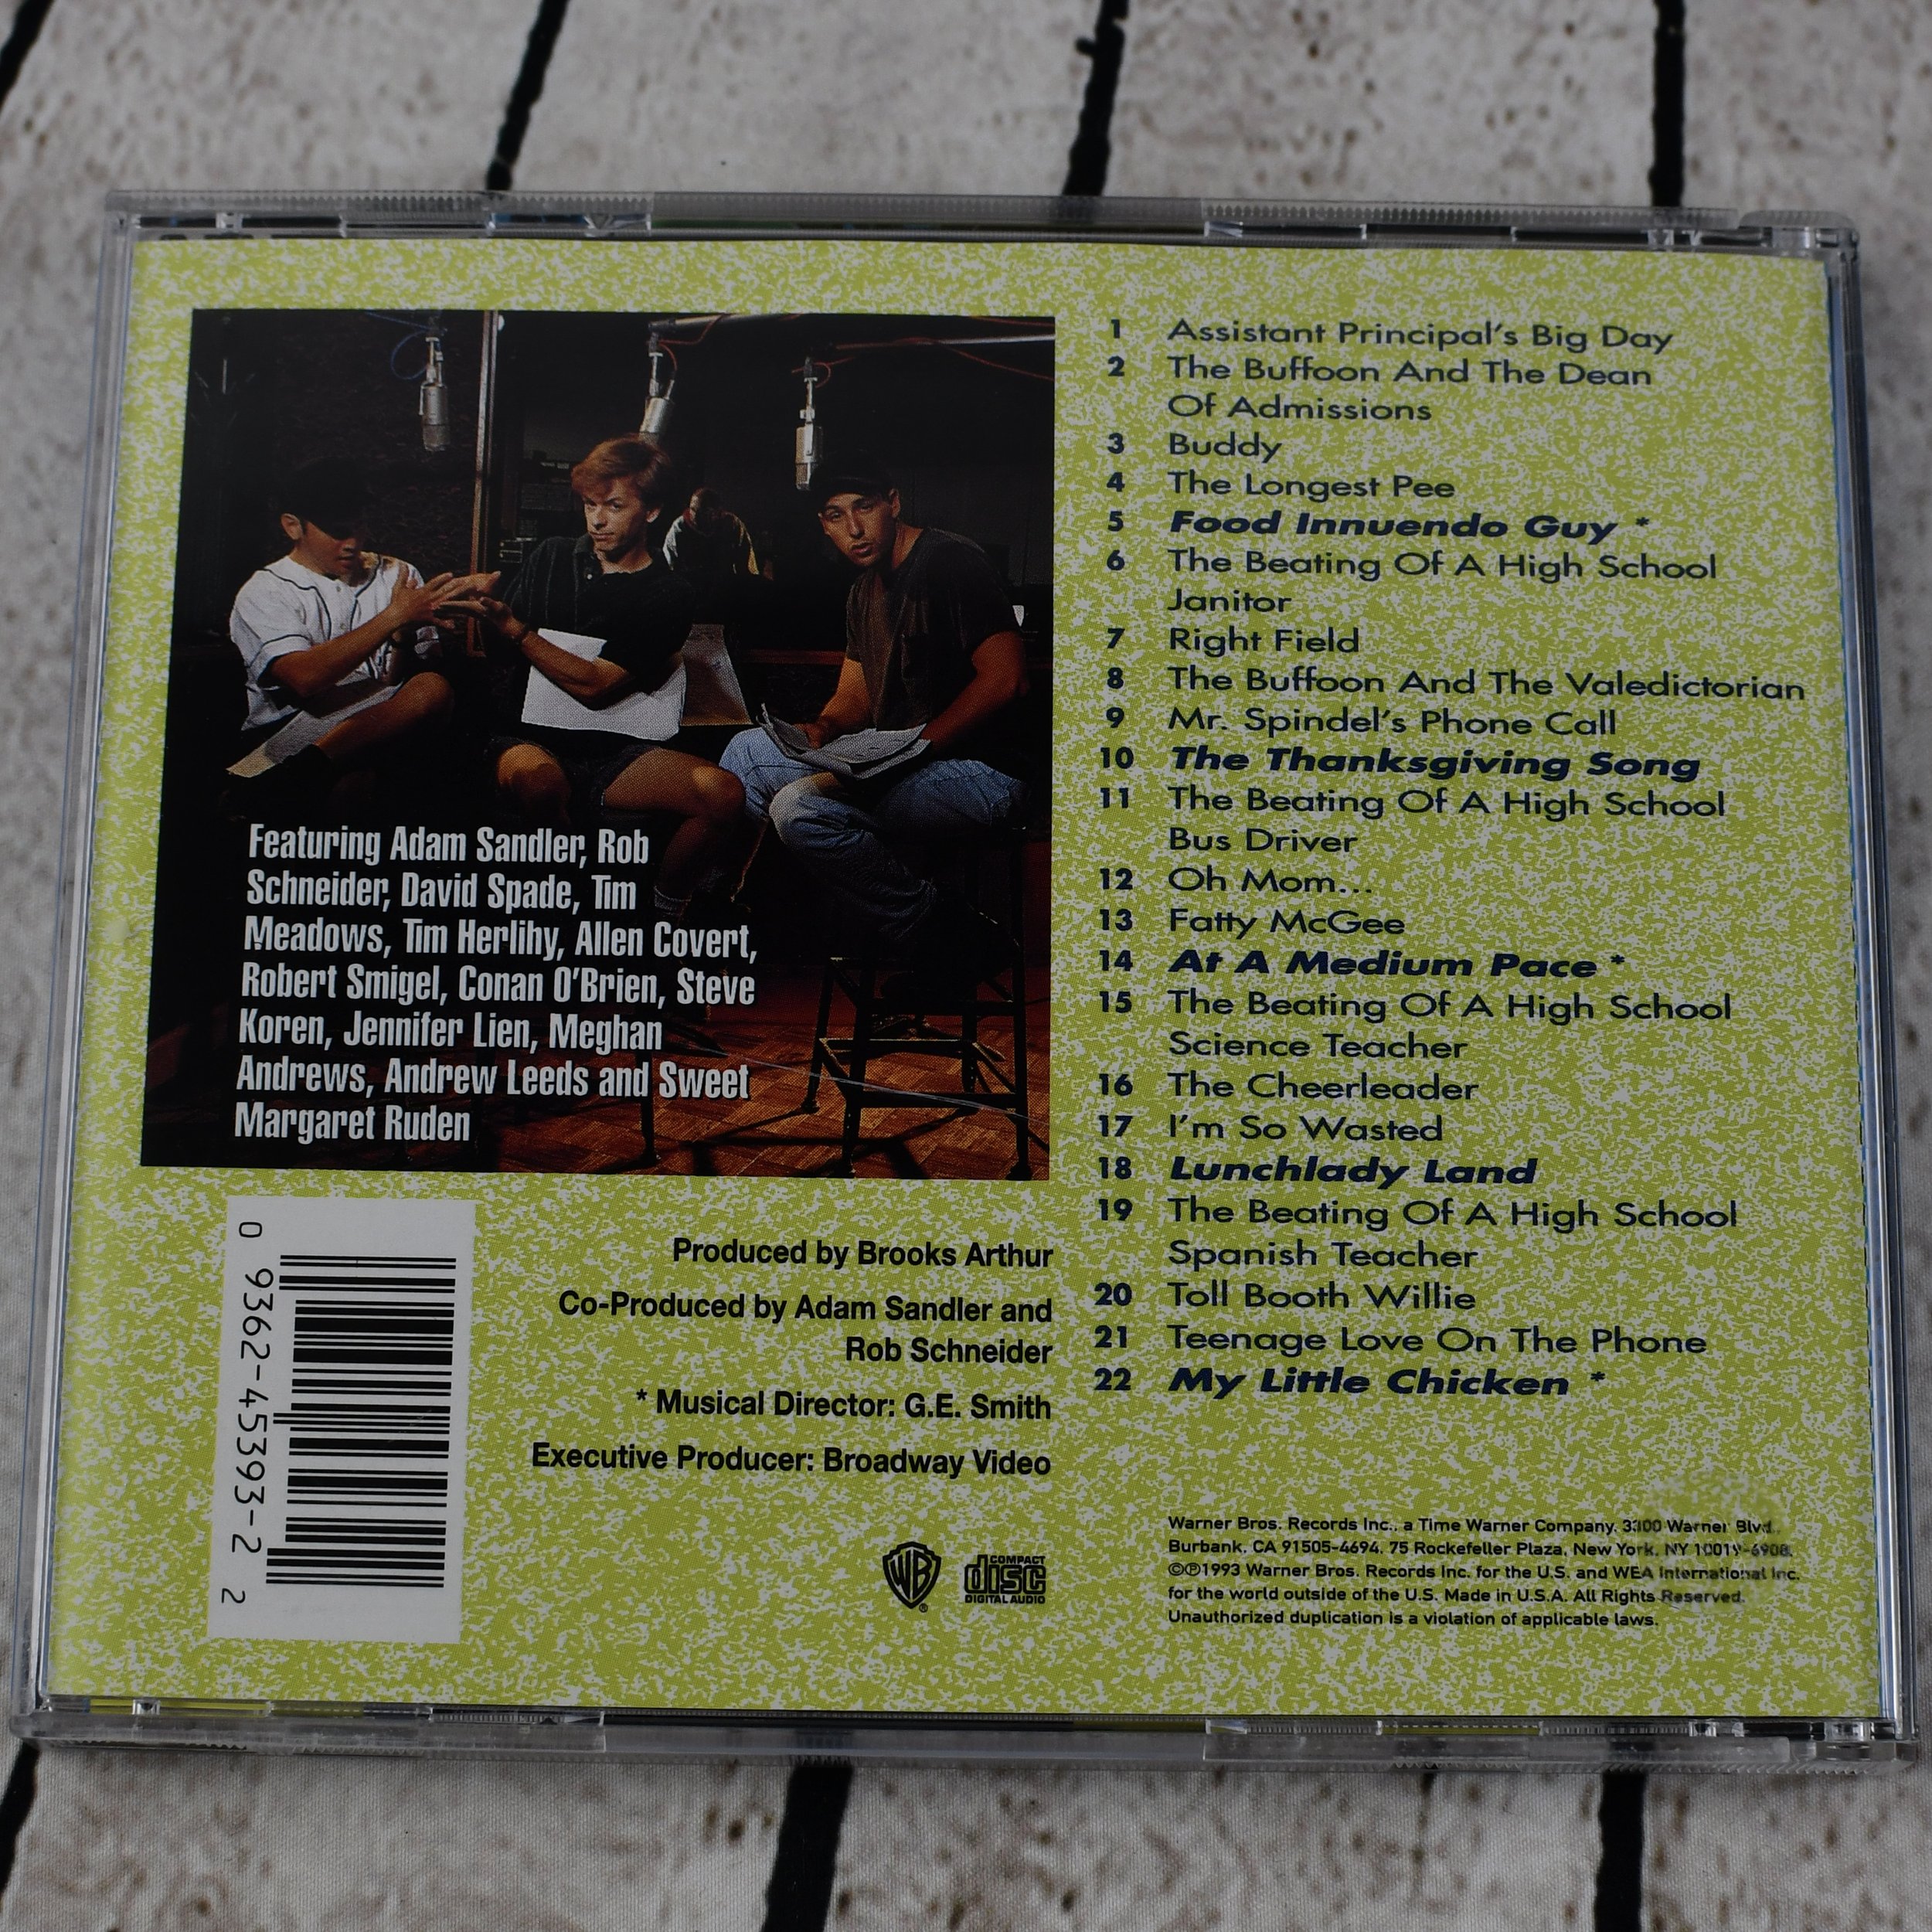 1 Assistant Principal's Big Day
2 The Buffoon And The Dean
Of Admissions
3 Buddy
4 The Longest Pee
5 Food Innuendo Guy *
6 The Beating Of A High School
Janitor
7 Right Field
8 The Buffoon And The Valedictorian
9 Mr. Spindel's Phone Call
10 The Thanksgiving Song
11 The Beating Of A High School
Bus Driver
12 Oh Mom...
13 Fatty McGee
14 At A Medium Pace *
15 The Beating Of A High School
Science Teacher
16 The Cheerleader
17 I'm So Wasted
18 Lunchlady Land
19 The Beating Of A High School
Spanish Teacher
20 Toll Booth Willie
21 Teenage Love On The Phone
22 My Little Chicken *
Featuring Adam Sandler, Rob
Schneider, David Spade, Tim
Meadows, Tim Herlihy, Allen Covert,
Robert Smigel, Conan O'Brien, Steve
Koren, Jennifer Lien, Meghan
Andrews, Andrew Leeds and Sweet
Margaret Ruden
0 9362-45393-2 2
Produced by Brooks Arthur
Co-Produced by Adam Sandler and
Rob Schneider
* Musical Director: G.E. Smith
Executive Producer: Broadway Video
WB ®
COMPACT
disc
DIGITAL AUDIO
Warner Bros. Records Inc., a Time Warner Company. 3300 Warner Blvd.,
Burbank, CA 91505-4694. 75 Rockefeller Plaza, New York, NY 10019-6908.
©℗1993 Warner Bros. Records Inc. for the U.S. and WEA International Inc.
for the world outside of the U.S. Made in U.S.A. All Rights Reserved.
Unauthorized duplication is a violation of applicable laws.